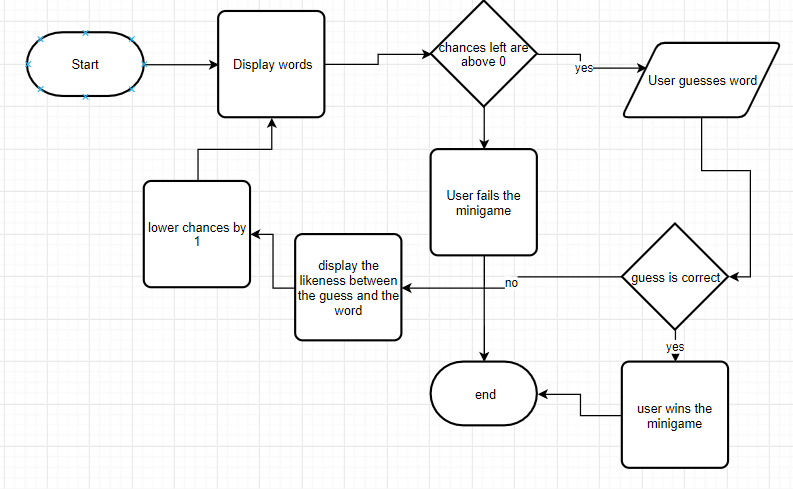 Start
Display words
chances left are
above 0
yes
User guesses word
User fails the
minigame
lower chances by
1
display the
likeness between
the guess and the
word
no
guess is correct
yes
end
user wins the
minigame